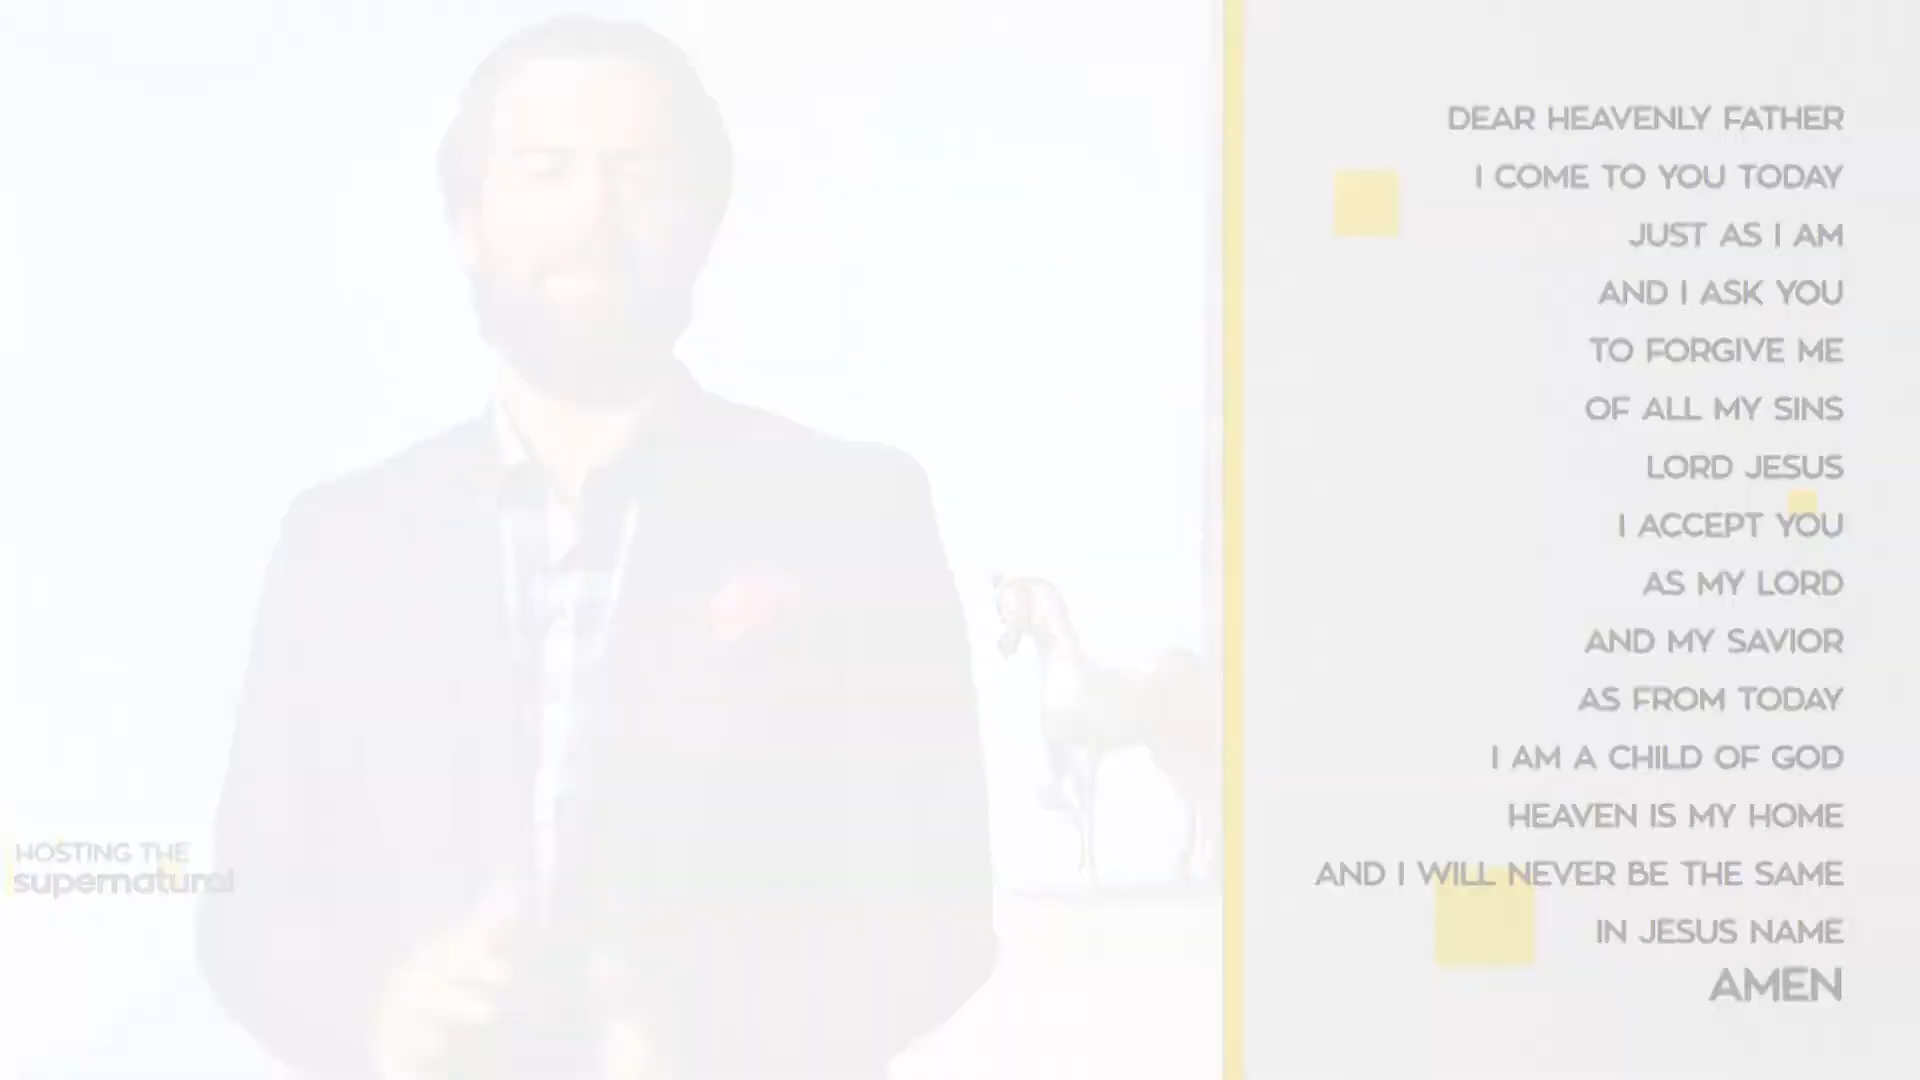 DEAR HEAVENLY FATHER
I COME TO YOU TODAY
JUST AS I AM
AND I ASK YOU
TO FORGIVE ME
OF ALL MY SINS
LORD JESUS
I ACCEPT YOU
AS MY LORD
AND MY SAVIOR
AS FROM TODAY
I AM A CHILD OF GOD
HEAVEN IS MY HOME
AND I WILL NEVER BE THE SAME
IN JESUS NAME
AMEN
HOSTING THE
supernatural